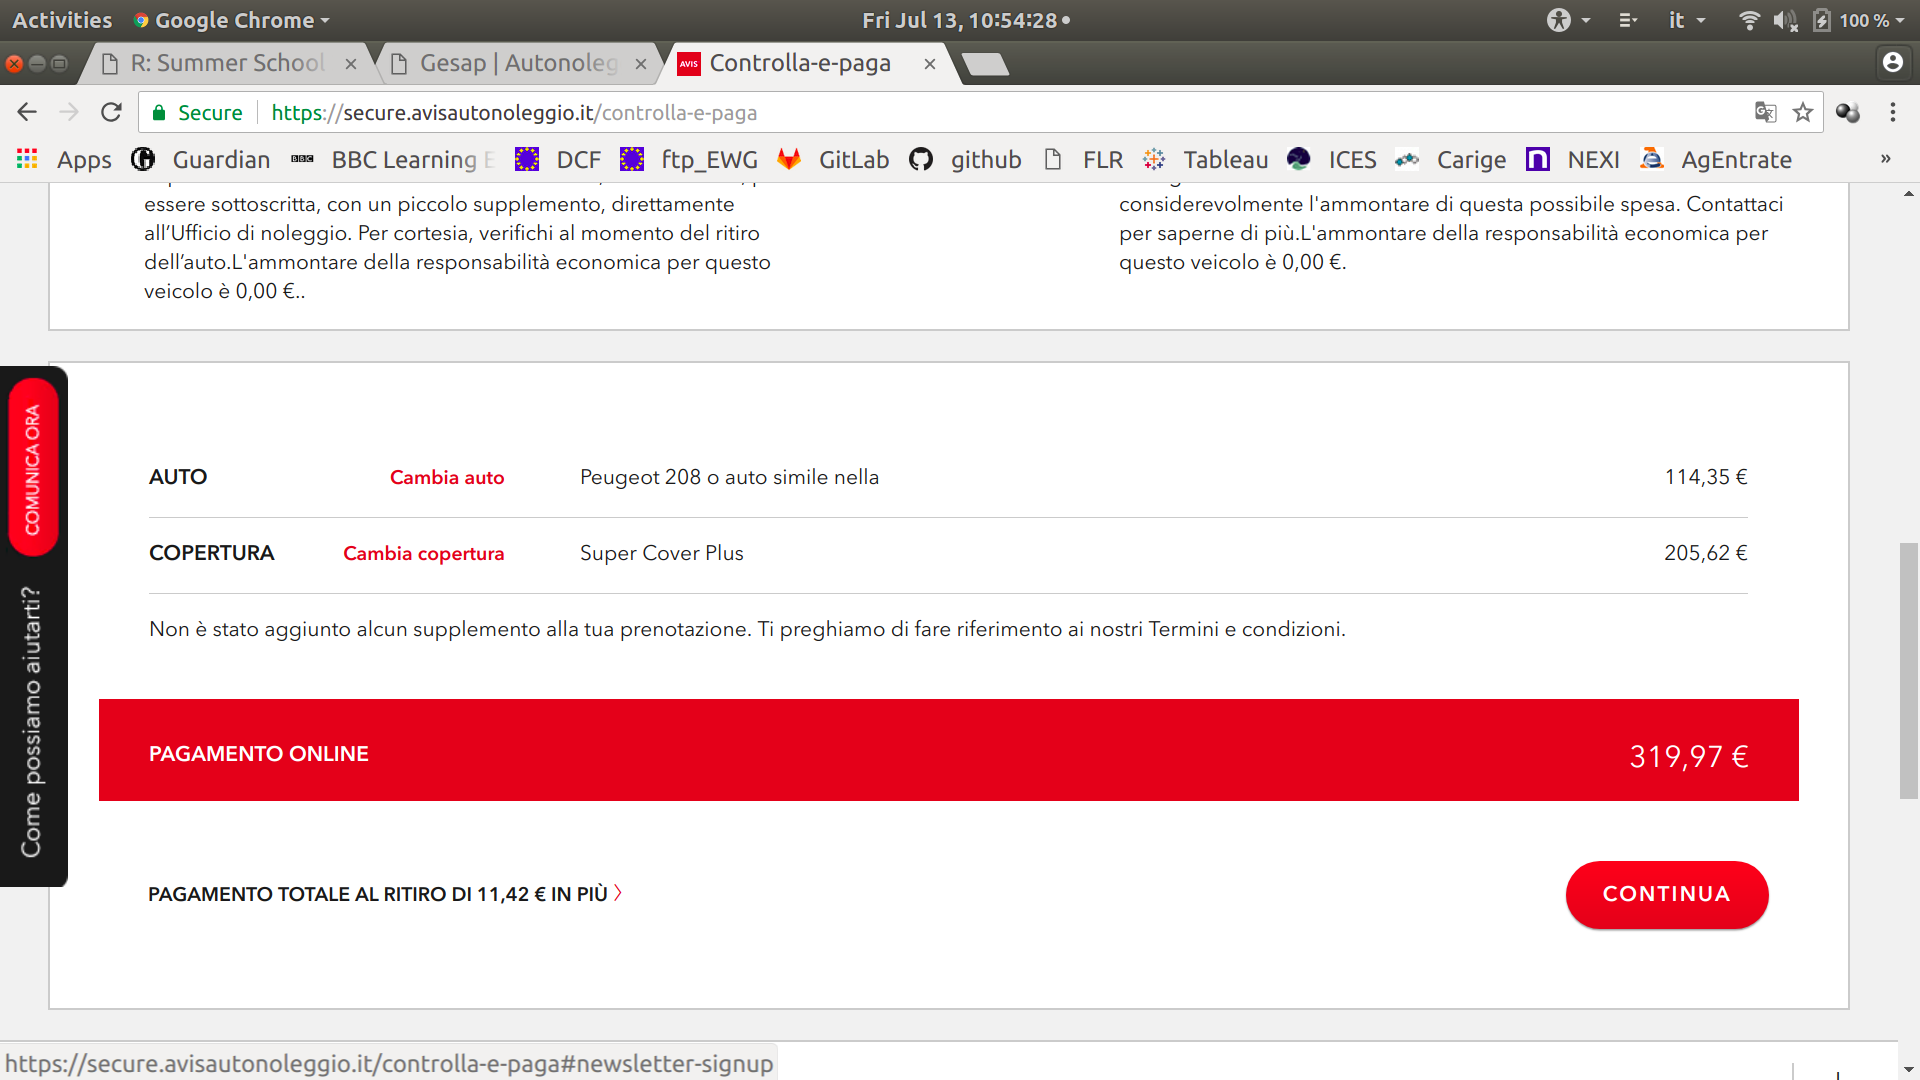 Activities
Google Chrome
Fri Jul 13, 10:54:28
it
100 %
R: Summer School
Gesap | Autonoleg
AVIS
Controlla-e-paga
Secure
https://secure.avisautonoleggio.it/controlla-e-paga
Apps
Guardian
BBC
BBC Learning E
DCF
ftp_EWG
GitLab
github
FLR
Tableau
ICES
Carige
n
NEXI
AgEntrate
»
essere sottoscritta, con un piccolo supplemento, direttamente
all’Ufficio di noleggio. Per cortesia, verifichi al momento del ritiro
dell’auto.L'ammontare della responsabilità economica per questo
veicolo è 0,00 €..
considerevolmente l'ammontare di questa possibile spesa. Contattaci
per saperne di più.L'ammontare della responsabilità economica per
questo veicolo è 0,00 €.
COMUNICA ORA
Come possiamo aiutarti?
AUTO
Cambia auto
Peugeot 208 o auto simile nella
114,35 €
COPERTURA
Cambia copertura
Super Cover Plus
205,62 €
Non è stato aggiunto alcun supplemento alla tua prenotazione. Ti preghiamo di fare riferimento ai nostri Termini e condizioni.
PAGAMENTO ONLINE
319,97 €
PAGAMENTO TOTALE AL RITIRO DI 11,42 € IN PIÙ
CONTINUA
https://secure.avisautonoleggio.it/controlla-e-paga#newsletter-signup